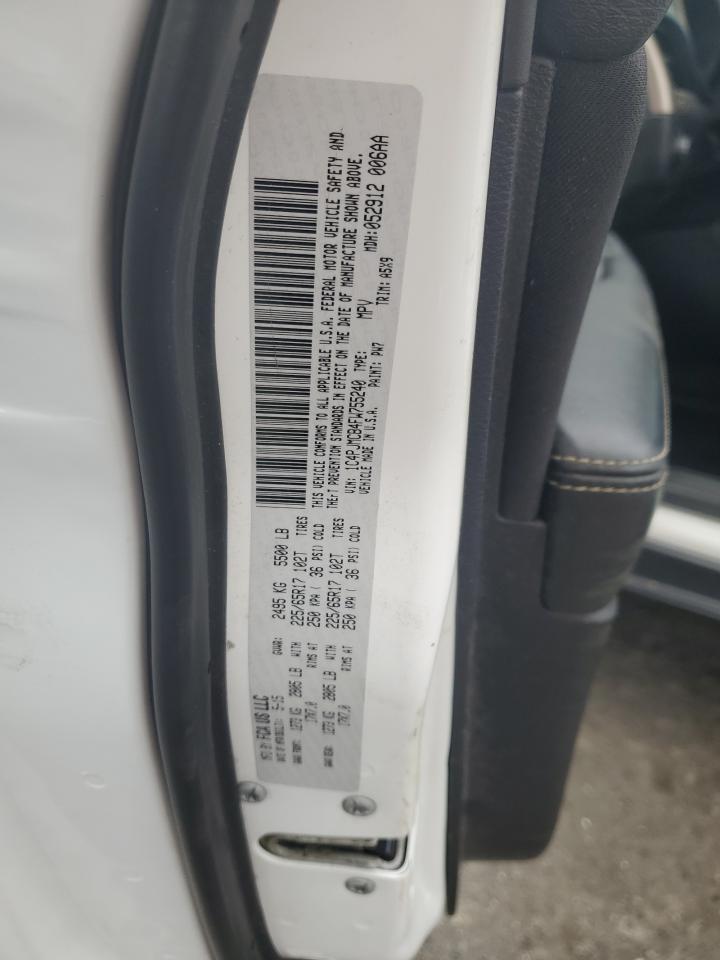 MFD BY FCA US LLC
DATE OF MFR 5-15 GVWR: 2495 KG 5500 LB
GAWR FRONT: 1273 KG 2805 LB WITH 225/65R17 102T TIRES
17X7.0 RIMS AT 250 KPA ( 36 PSI) COLD
GAWR REAR: 1273 KG 2805 LB WITH 225/65R17 102T TIRES
17X7.0 RIMS AT 250 KPA ( 36 PSI) COLD
THIS VEHICLE CONFORMS TO ALL APPLICABLE U.S.A. FEDERAL MOTOR VEHICLE SAFETY AND
THEFT PREVENTION STANDARDS IN EFFECT ON THE DATE OF MANUFACTURE SHOWN ABOVE.
VIN: 1C4PJMCB4FW755240 TYPE: MPV MDH:052912 006AA
VEHICLE MADE IN U.S.A. PAINT: PW7 TRIM: A5X9